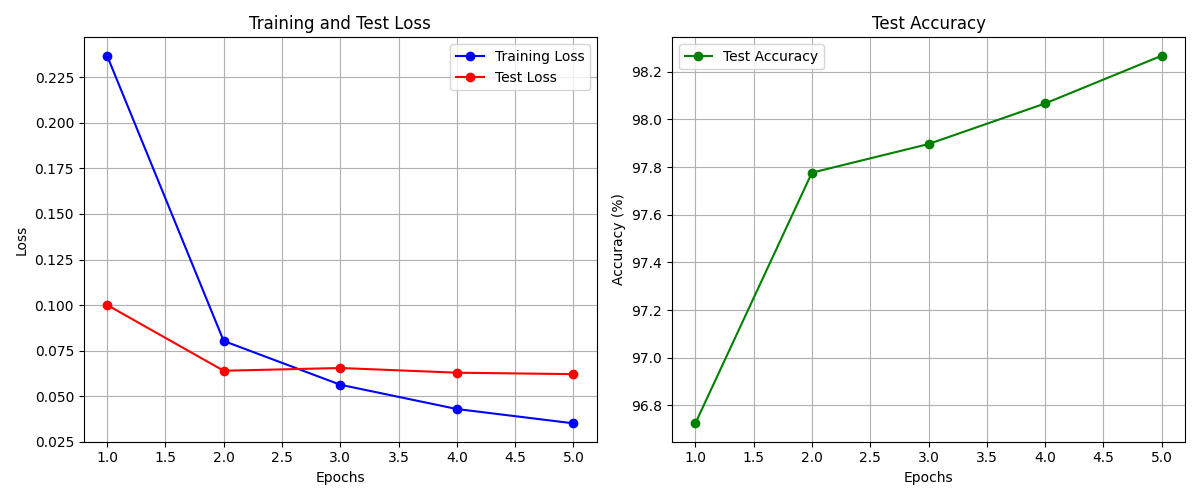 Training and Test Loss
Training Loss
Test Loss
0.225
0.200
0.175
0.150
0.125
0.100
0.075
0.050
0.025
Loss
1.0 1.5 2.0 2.5 3.0 3.5 4.0 4.5 5.0
Epochs
Test Accuracy
Test Accuracy
98.2
98.0
97.8
97.6
97.4
97.2
97.0
96.8
Accuracy (%)
1.0 1.5 2.0 2.5 3.0 3.5 4.0 4.5 5.0
Epochs